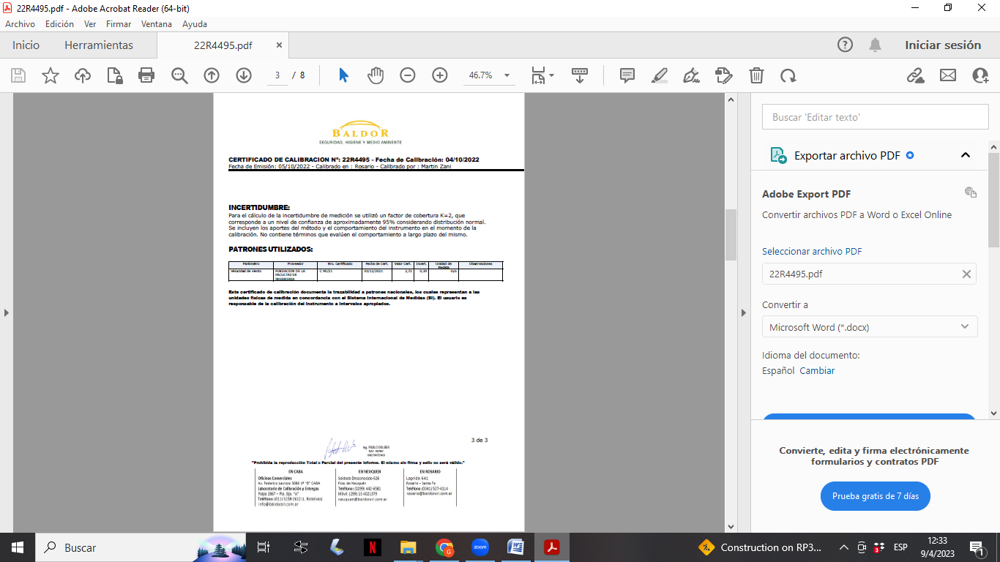 22R4495.pdf - Adobe Acrobat Reader (64-bit)
Archivo Edición Ver Firmar Ventana Ayuda
Inicio Herramientas 22R4495.pdf Iniciar sesión
3 / 8 46.7%
BALDOR
SEGURIDAD, HIGIENE Y MEDIO AMBIENTE
CERTIFICADO DE CALIBRACION Nº: 22R4495 - Fecha de Calibración: 04/10/2022
Fecha de Emisión: 05/10/2022 - Calibrado en : Rosario - Calibrado por : Martin Zani
INCERTIDUMBRE:
Para el cálculo de la incertidumbre de medición se utilizó un factor de cobertura K=2, que
corresponde a un nivel de confianza de aproximadamente 95% considerando distribución normal.
Se incluyen los aportes del método y el comportamiento del instrumento en el momento de la
calibración. No contiene términos que evalúen el comportamiento a largo plazo del mismo.
PATRONES UTILIZADOS:
Parámetro Proveedor Nro. Certificado Fecha de Cert. Valor Cert. Incert. Unidad de Medida Observaciones
Velocidad de viento FUNDACION DE LA FACULTAD DE INGENIERIA C 90/21 03/12/2021 2,72 0,30 m/s
Este certificado de calibración documenta la trazabilidad a patrones nacionales, los cuales representan a las
unidades físicas de medida en concordancia con el Sistema Internacional de Medidas (SI). El usuario es
responsable de la calibración del instrumento a intervalos apropiados.
3 de 3
Ing. PABLO DOLBER
"Prohibida la reproducción Total o Parcial del presente informe. El mismo sin firma y sello no será válido."
EN CABA
Oficinas Comerciales
Av. Federico Lacroze 3080 2º "B" CABA
Laboratorio de Calibración y Entregas
Palpa 2867 – Pta. Bja. "A"
Teléfono: (011) 5238-2612 (L. Rotativas)
info@baldorsrl.com.ar
EN NEUQUEN
Soldado Desconocido 626
Pcie. de Neuquén
Teléfono: (0299) 442-6581
Móvil: (299) 15 4021379
neuquen@baldorsrl.com.ar
EN ROSARIO
Laprida 641
Rosario – Santa Fe
Teléfono (0341) 527-4114
rosario@baldorsrl.com.ar
Buscar 'Editar texto'
Exportar archivo PDF
Adobe Export PDF
Convertir archivos PDF a Word o Excel Online
Seleccionar archivo PDF
22R4495.pdf
Convertir a
Microsoft Word (*.docx)
Idioma del documento:
Español Cambiar
Convierte, edita y firma electrónicamente
formularios y contratos PDF
Prueba gratis de 7 días
Buscar
N
zoom
Construction on RP3...
3
ESP
12:33
9/4/2023
1